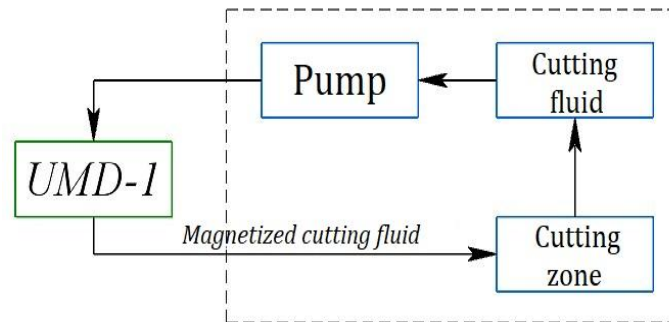 Pump
Cutting
fluid
UMD-1
Magnetized cutting fluid
Cutting
zone